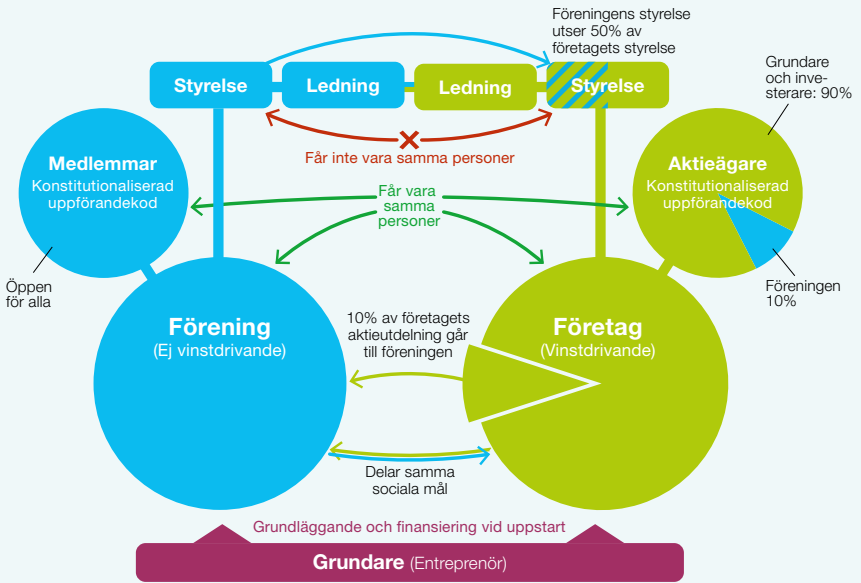 Föreningens styrelse
utser 50% av
företagets styrelse
Styrelse
Ledning
Ledning
Styrelse
Grundare
och inve-
sterare: 90%
Får inte vara samma personer
Medlemmar
Konstitutionaliserad
uppförandekod
Får vara
samma
personer
Aktieägare
Konstitutionaliserad
uppförandekod
Öppen
för alla
Föreningen
10%
Förening
(Ej vinstdrivande)
10% av företagets
aktieutdelning går
till föreningen
Företag
(Vinstdrivande)
Delar samma
sociala mål
Grundläggande och finansiering vid uppstart
Grundare (Entreprenör)